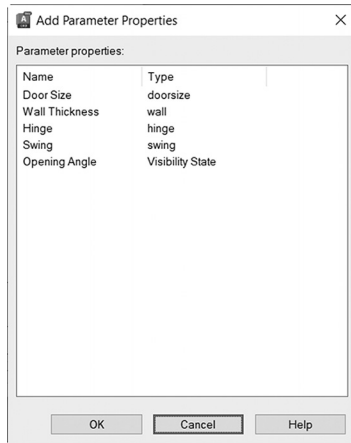 Add Parameter Properties
Parameter properties:
Name Type
Door Size doorsize
Wall Thickness wall
Hinge hinge
Swing swing
Opening Angle Visibility State
OK Cancel Help